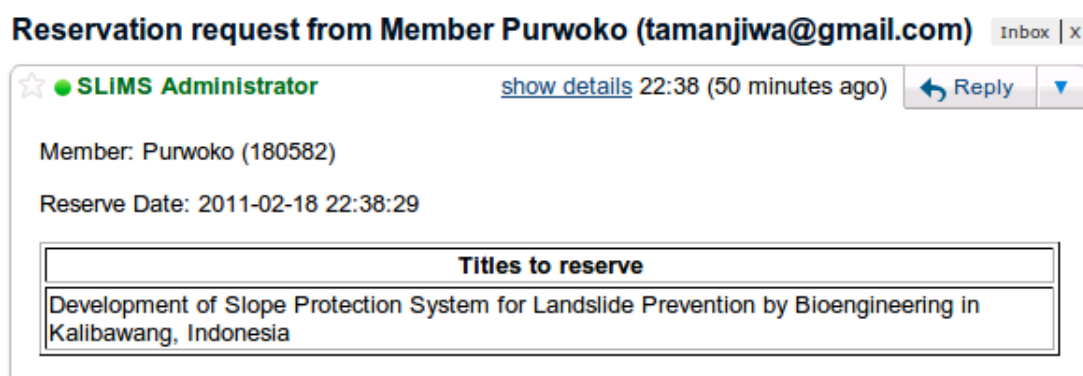 Reservation request from Member Purwoko (tamanjiwa@gmail.com) Inbox | X
SLiMS Administrator show details 22:38 (50 minutes ago) Reply
Member: Purwoko (180582)
Reserve Date: 2011-02-18 22:38:29
Titles to reserve
Development of Slope Protection System for Landslide Prevention by Bioengineering in
Kalibawang, Indonesia